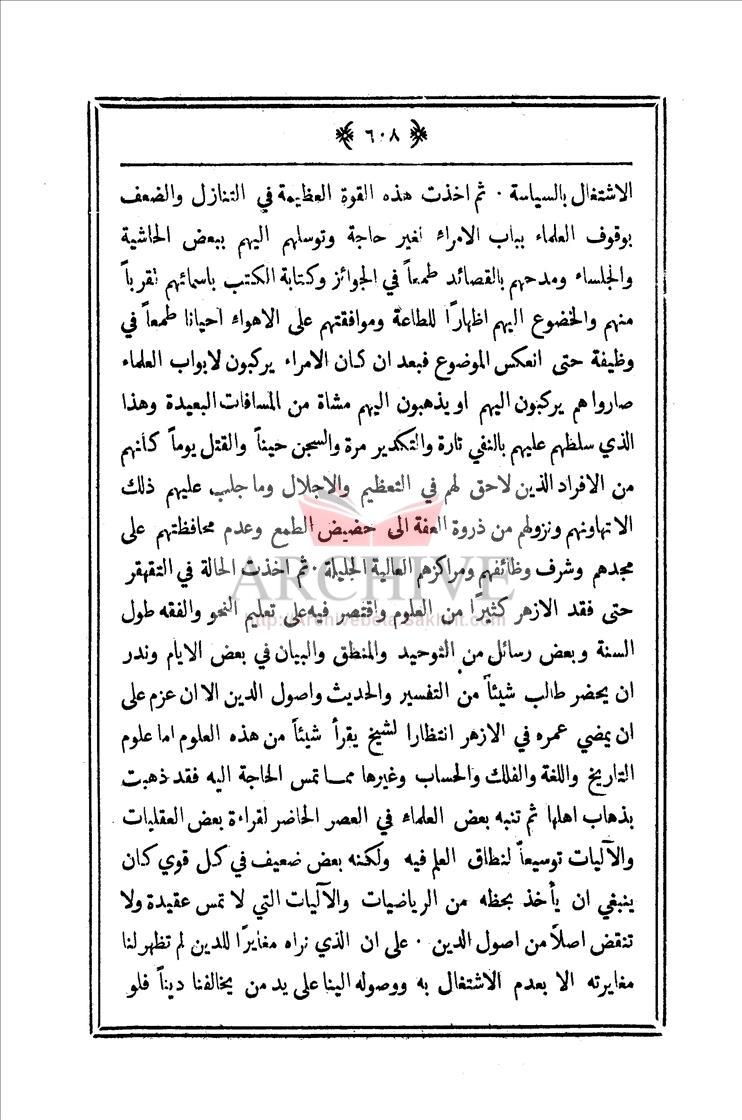 ﴿ ٦٠٨ ﴾
الاشتغال بالسياسة ٠ ثم اخذت هذه القوة العظيمة في التنازل والضعف
بوقوف العلماء بباب الامراء لغير حاجة وتوسلهم اليهم ببعض الحاشية
والجلساء ومدحهم بالقصائد طمعاً في الجوائز وكتابة الكتب باسمائهم تقرباً
منهم والخضوع اليهم اظهارًا للطاعة وموافقتهم على الاهواء احيانا طمعاً في
وظيفة حتى انعكس الموضوع فبعد ان كان الامراء يركبون لابواب العلماء
صاروا هم يركبون اليهم او يذهبون اليهم مشاة من المسافات البعيدة وهذا
الذي سلطهم عليهم بالنفي تارة والتكدير مرة والسجن حيناً والقتل يوماً كانهم
من الافراد الذين لاحق لهم في التعظيم والاجلال وما جلب عليهم ذلك
الا تهاونهم ونزولهم من ذروة العفة الى حضيض الطمع وعدم محافظتهم على
مجدهم وشرف وظائفهم ومراكزهم العالية الجليلة ٠ ثم اخذت الحالة في التقهقر
ARCHIVE
حتى فقد الازهر كثيرا من العلوم واقتصر فيه على تعليم النحو والفقه طول
http://Archivebeta.Sakhrit.com
السنة وبعض رسائل من التوحيد والمنطق والبيان في بعض الايام وندر
ان يحضر طالب شيئاً من التفسير والحديث واصول الدين الا ان عزم على
ان يمضي عمره في الازهر انتظارا لشيخ يقرأ شيئاً من هذه العلوم اما علوم
التاريخ واللغة والفلك والحساب وغيرها مما تمس الحاجة اليه فقد ذهبت
بذهاب اهلها ثم تنبه بعض العلماء في العصر الحاضر لقراءة بعض العقليات
والآليات توسيعاً لنطاق العلم فيه ولكنه بعض ضعيف في كل قوي كان
ينبغي ان يأخذ بحظه من الرياضيات والآليات التي لا تمس عقيدة ولا
تنقض اصلاً من اصول الدين ٠ على ان الذي نراه مغايرًا للدين لم تظهر لنا
مغايرته الا بعدم الاشتغال به ووصوله الينا على يد من يخالفنا ديناً فلو